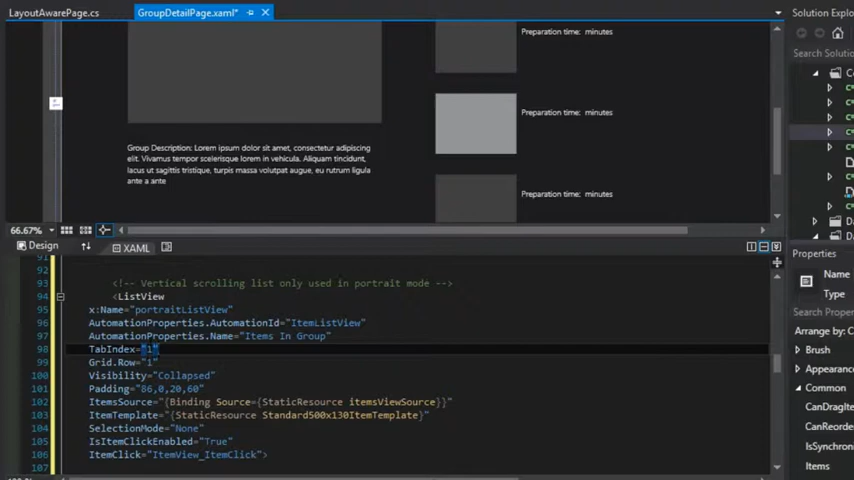 LayoutAwarePage.cs
GroupDetailPage.xaml*
Solution Explo
Search Solution
Preparation time: minutes
Preparation time: minutes
Group Description: Lorem ipsum dolor sit amet, consectetur adipiscing
elit. Vivamus tempor scelerisque lorem in vehicula. Aliquam tincidunt,
lacus ut sagittis tristique, turpis massa volutpat augue, eu rutrum ligula
ante a ante
Preparation time: minutes
66.67%
Design
XAML
91
92
93 <!-- Vertical scrolling list only used in portrait mode -->
94 <ListView
95 x:Name="portraitListView"
96 AutomationProperties.AutomationId="ItemListView"
97 AutomationProperties.Name="Items In Group"
98 TabIndex="1"
99 Grid.Row="1"
100 Visibility="Collapsed"
101 Padding="86,0,20,60"
102 ItemsSource="{Binding Source={StaticResource itemsViewSource}}"
103 ItemTemplate="{StaticResource Standard500x130ItemTemplate}"
104 SelectionMode="None"
105 IsItemClickEnabled="True"
106 ItemClick="ItemView_ItemClick">
107
Properties
Name
Type
Arrange by: C
Brush
Appearance
Common
CanDragIte
CanReorde
IsSynchron
Items